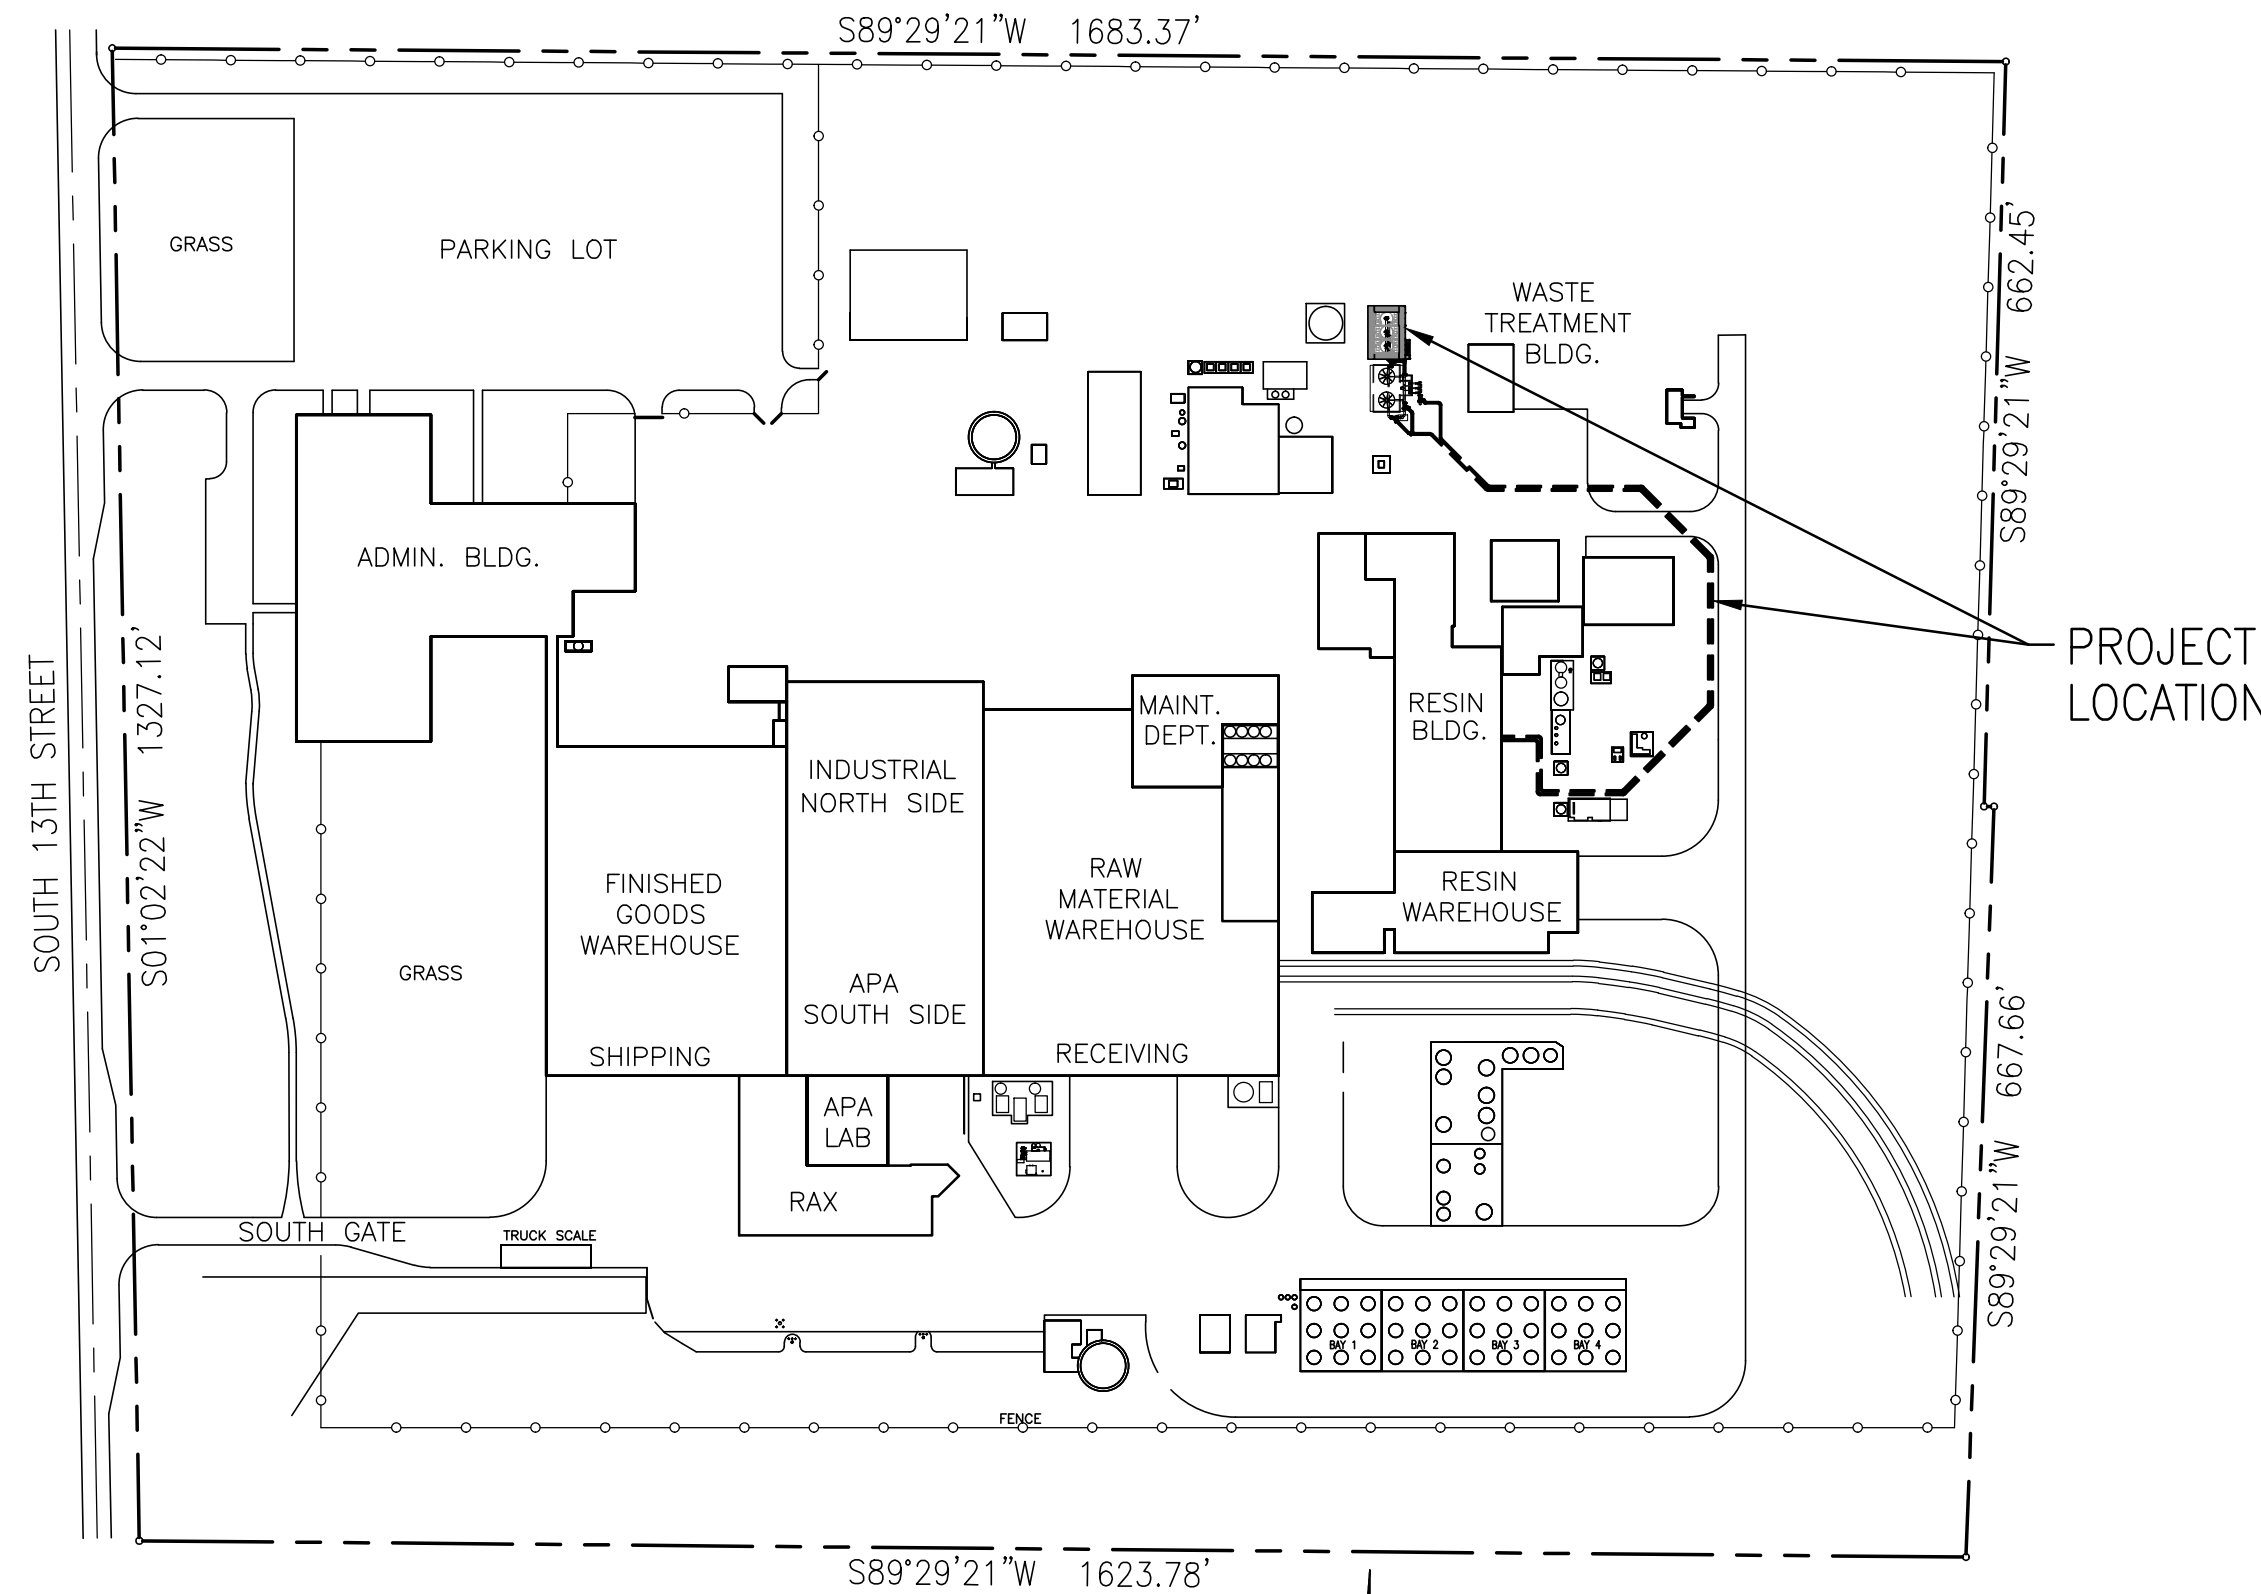 S89°29'21"W 1683.37'
GRASS
PARKING LOT
WASTE
TREATMENT
BLDG.
S89°29'21"W 662.45'
ADMIN. BLDG.
PROJECT
LOCATION
SOUTH 13TH STREET
S01°02'22"W 1327.12'
MAINT.
DEPT.
RESIN
BLDG.
INDUSTRIAL
NORTH SIDE
FINISHED
GOODS
WAREHOUSE
RAW
MATERIAL
WAREHOUSE
RESIN
WAREHOUSE
GRASS
APA
SOUTH SIDE
SHIPPING
RECEIVING
S89°29'21"W 667.66'
APA
LAB
RAX
SOUTH GATE
TRUCK SCALE
BAY 1
BAY 2
BAY 3
BAY 4
FENCE
S89°29'21"W 1623.78'